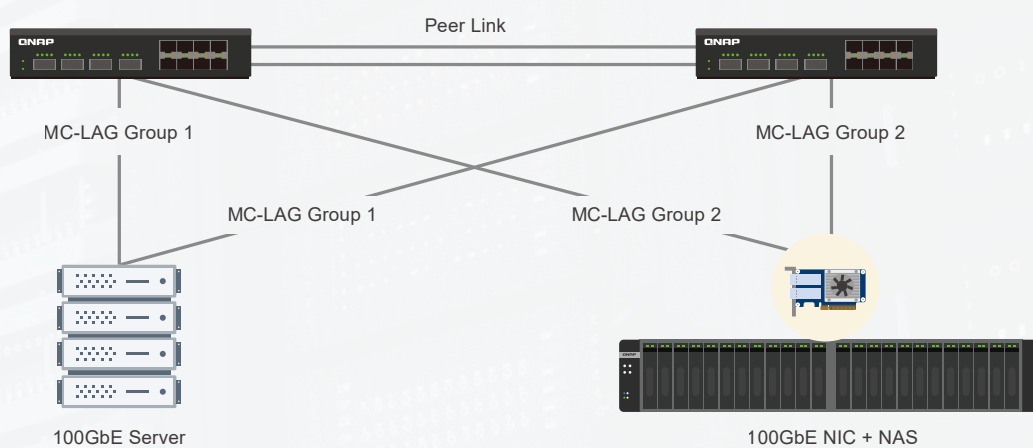 Peer Link
QNAP
QNAP
MC-LAG Group 1
MC-LAG Group 2
MC-LAG Group 1
MC-LAG Group 2
QNAP
100GbE Server
100GbE NIC + NAS